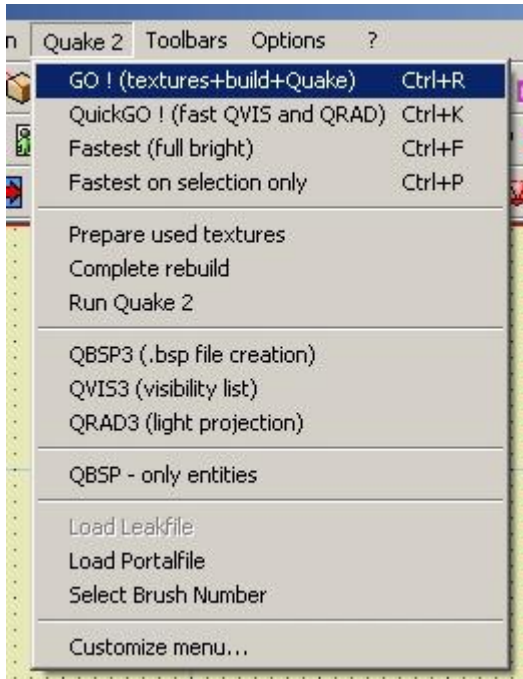 n Quake 2 Toolbars Options ?
GO ! (textures+build+Quake) Ctrl+R
QuickGO ! (fast QVIS and QRAD) Ctrl+K
Fastest (full bright) Ctrl+F
Fastest on selection only Ctrl+P
Prepare used textures
Complete rebuild
Run Quake 2
QBSP3 (.bsp file creation)
QVIS3 (visibility list)
QRAD3 (light projection)
QBSP - only entities
Load Leakfile
Load Portalfile
Select Brush Number
Customize menu...